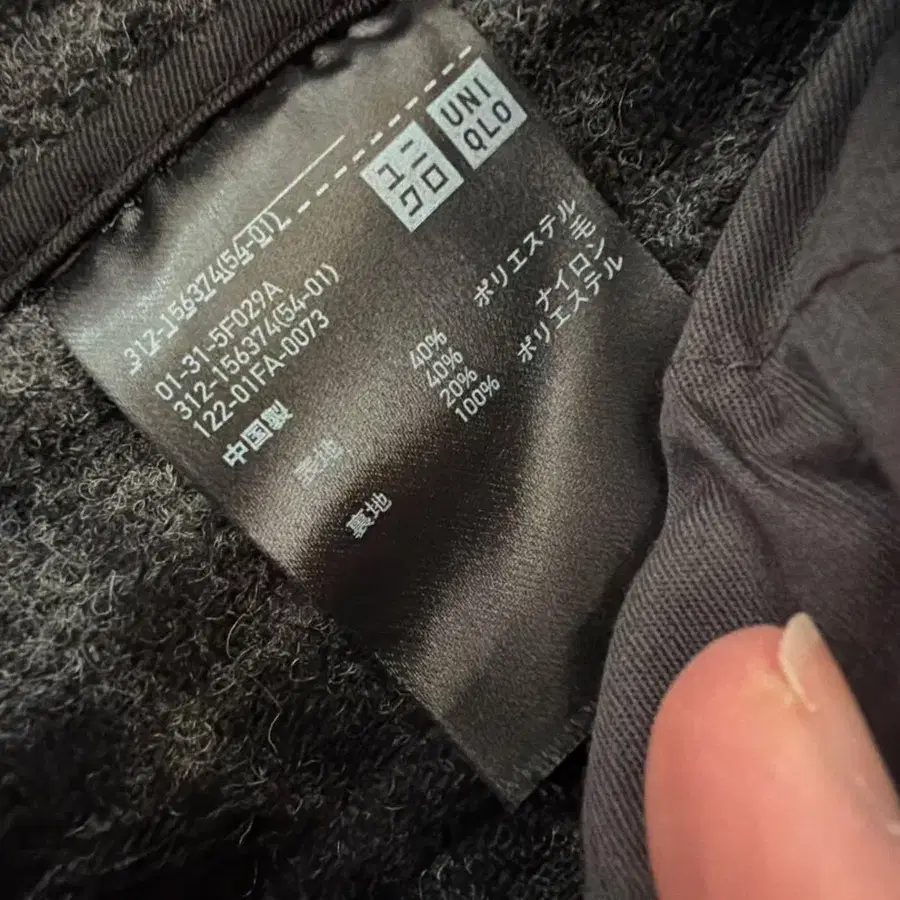 ユニクロ
UNIQLO
312-156374(54-01)
01-31-5F029A
312-156374(54-01)
122-01FA-0073
中国製
表地
40% ポリエステル
40% 毛
20% ナイロン
裏地
100% ポリエステル